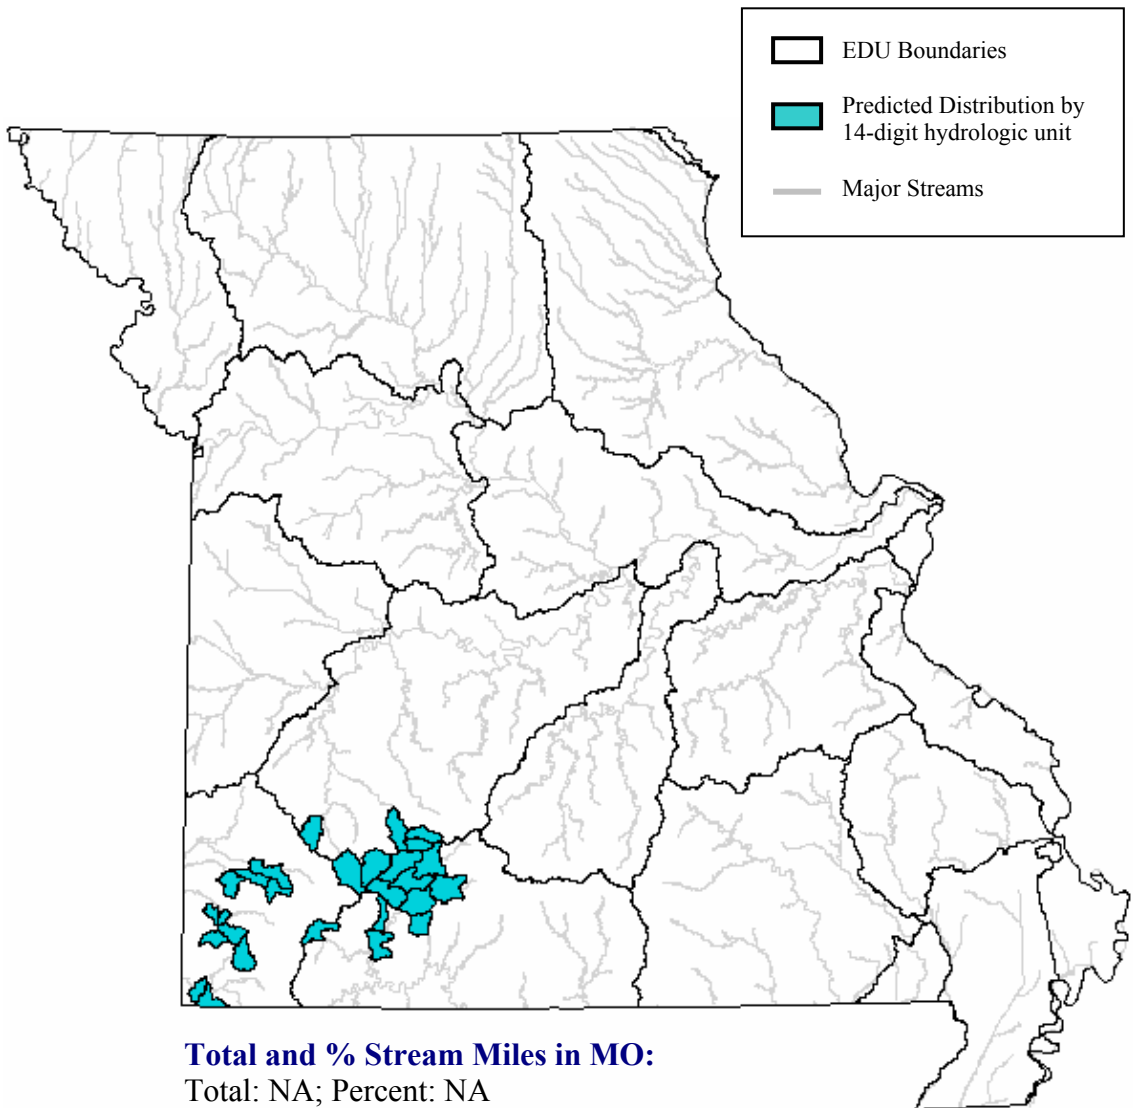 EDU Boundaries
Predicted Distribution by
14-digit hydrologic unit
Major Streams
Total and % Stream Miles in MO:
Total: NA; Percent: NA